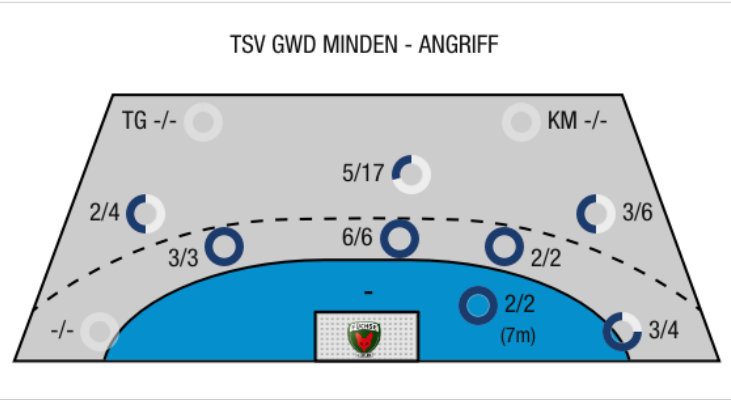 TSV GWD MINDEN - ANGRIFF
TG -/-
KM -/-
5/17
2/4
3/6
3/3
6/6
2/2
-
2/2
(7m)
-/-
3/4
FÜCHSE